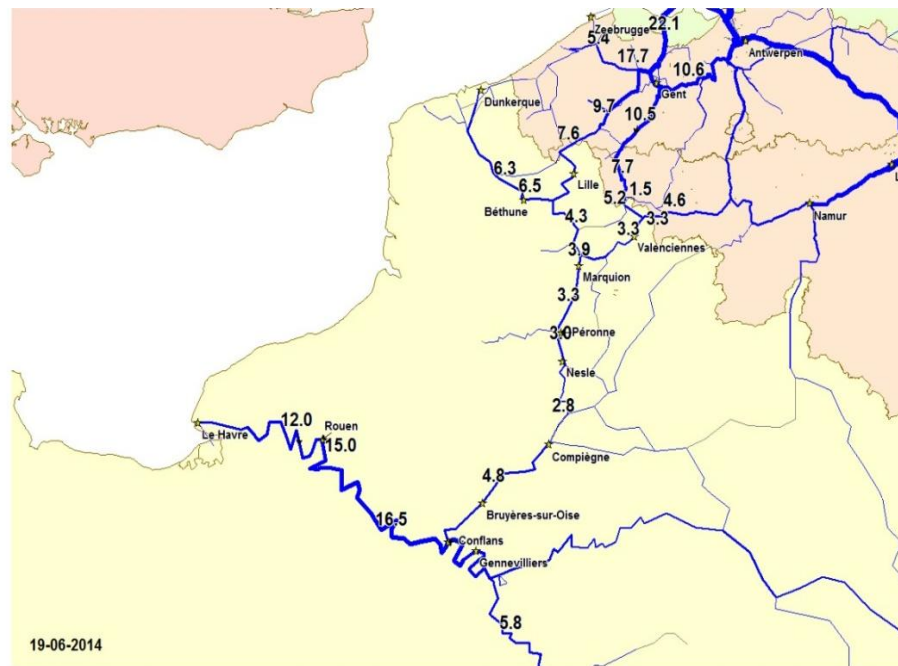 22.1
Zeebrugge
5.4
17.7
Antwerpen
10.6
Gent
Dunkerque
9.7
10.5
7.6
7.7
6.3
Lille
L
6.5
1.5
5.2
4.6
Béthune
Namur
4.3
3.3
3.3
Valenciennes
3.9
Marquion
3.3
3.0
Péronne
Nesle
2.8
12.0
Rouen
Le Havre
15.0
Compiègne
4.8
Bruyères-sur-Oise
16.5
Conflans
Gennevilliers
5.8
19-06-2014